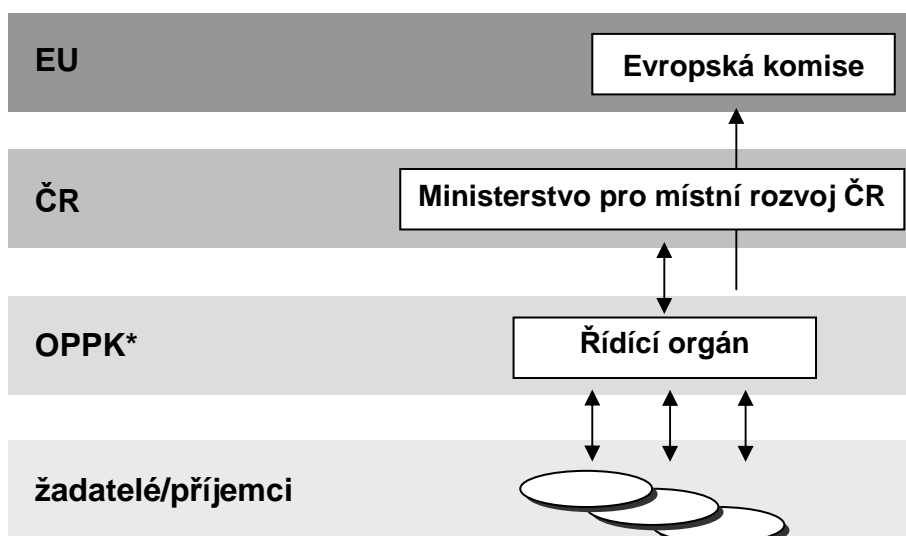 EU
Evropská komise
ČR
Ministerstvo pro místní rozvoj ČR
OPPK*
Řídící orgán
žadatelé/příjemci